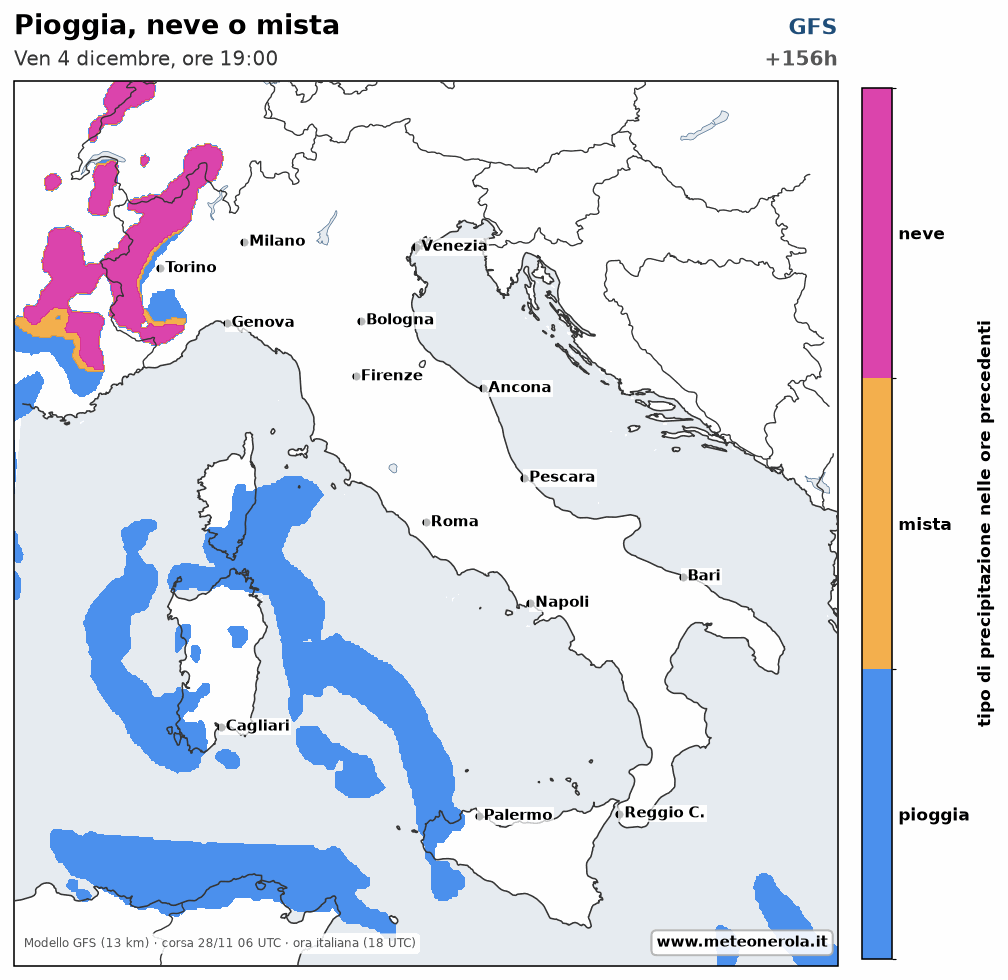 Pioggia, neve o mista
GFS
Ven 4 dicembre, ore 19:00
+156h
neve
Milano
Venezia
Torino
Genova
Bologna
Firenze
Ancona
Pescara
mista
Roma
Bari
Napoli
Cagliari
Palermo
Reggio C.
pioggia
tipo di precipitazione nelle ore precedenti
Modello GFS (13 km) · corsa 28/11 06 UTC · ora italiana (18 UTC)
www.meteonerola.it